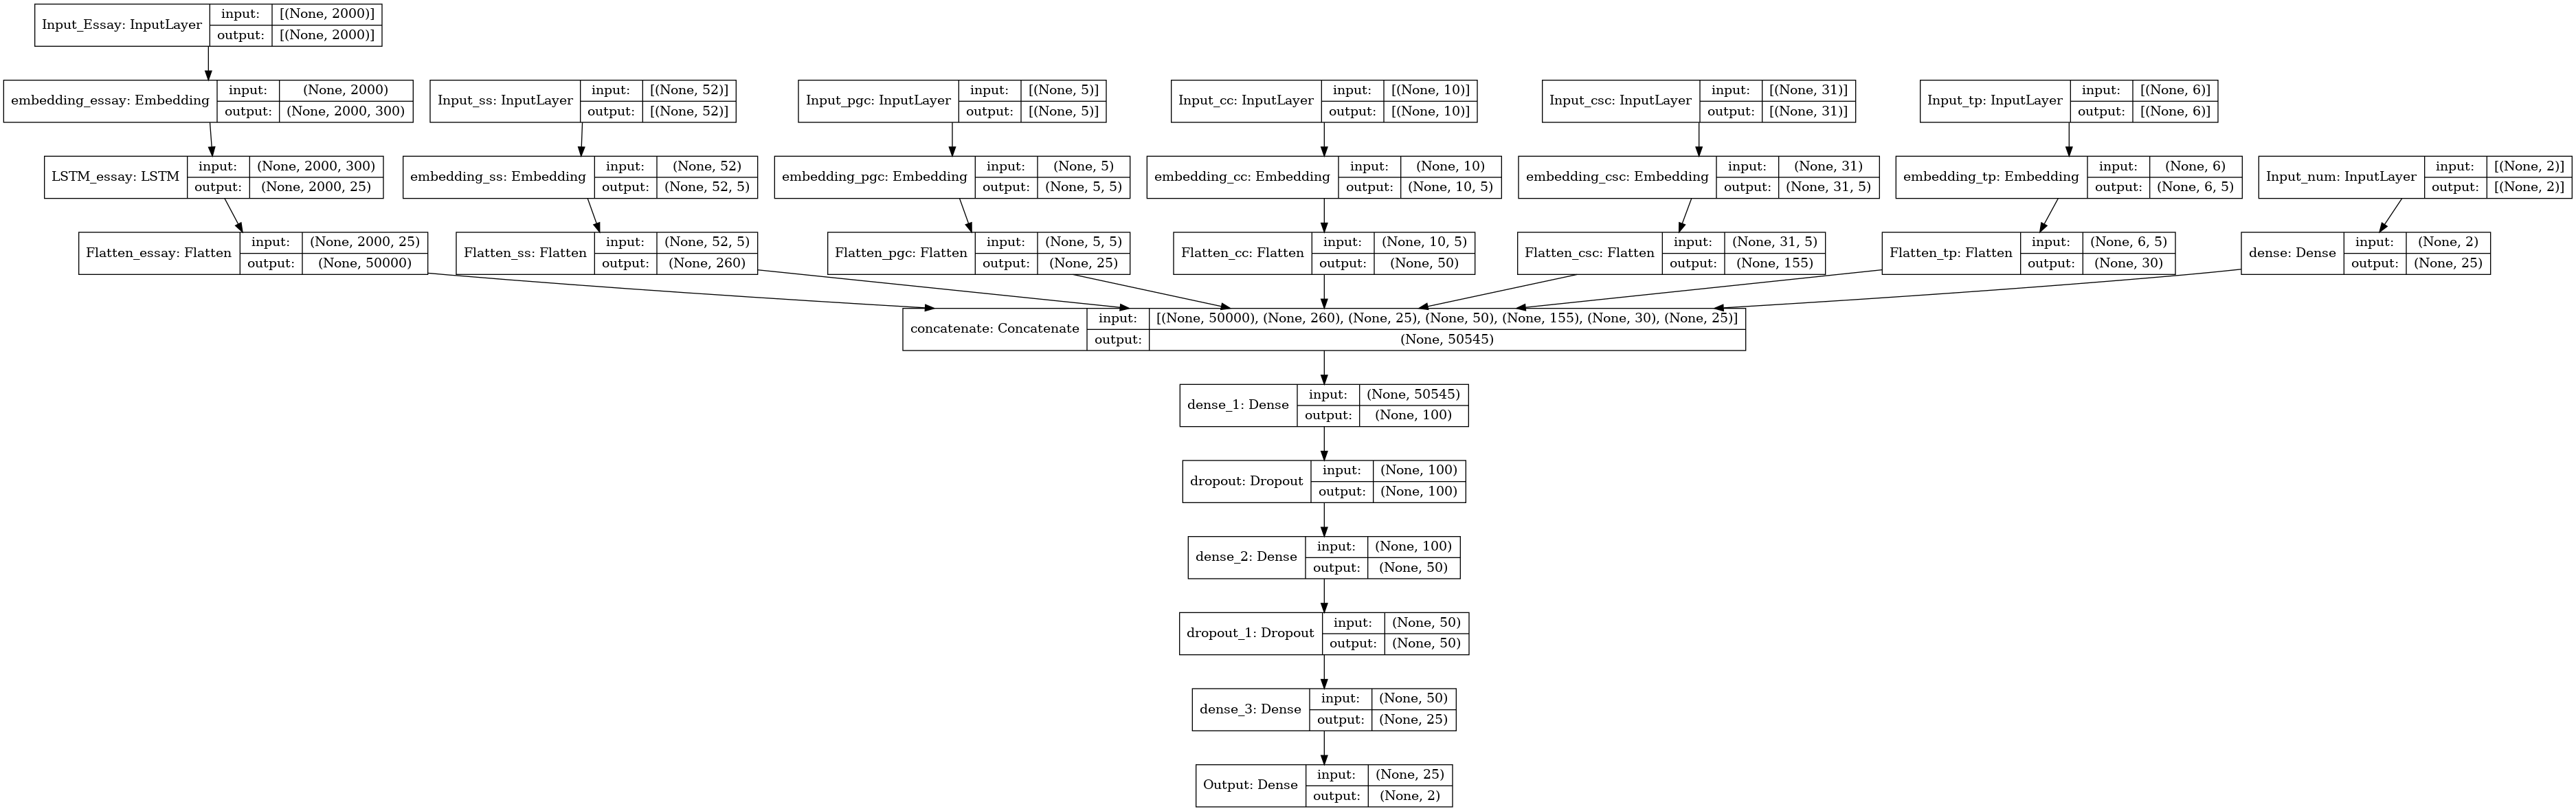 Input_Essay: InputLayer input: [(None, 2000)]
output: [(None, 2000)]
embedding_essay: Embedding input: (None, 2000)
output: (None, 2000, 300)
Input_ss: InputLayer input: [(None, 52)]
output: [(None, 52)]
Input_pgc: InputLayer input: [(None, 5)]
output: [(None, 5)]
Input_cc: InputLayer input: [(None, 10)]
output: [(None, 10)]
Input_csc: InputLayer input: [(None, 31)]
output: [(None, 31)]
Input_tp: InputLayer input: [(None, 6)]
output: [(None, 6)]
LSTM_essay: LSTM input: (None, 2000, 300)
output: (None, 2000, 25)
embedding_ss: Embedding input: (None, 52)
output: (None, 52, 5)
embedding_pgc: Embedding input: (None, 5)
output: (None, 5, 5)
embedding_cc: Embedding input: (None, 10)
output: (None, 10, 5)
embedding_csc: Embedding input: (None, 31)
output: (None, 31, 5)
embedding_tp: Embedding input: (None, 6)
output: (None, 6, 5)
Input_num: InputLayer input: [(None, 2)]
output: [(None, 2)]
Flatten_essay: Flatten input: (None, 2000, 25)
output: (None, 50000)
Flatten_ss: Flatten input: (None, 52, 5)
output: (None, 260)
Flatten_pgc: Flatten input: (None, 5, 5)
output: (None, 25)
Flatten_cc: Flatten input: (None, 10, 5)
output: (None, 50)
Flatten_csc: Flatten input: (None, 31, 5)
output: (None, 155)
Flatten_tp: Flatten input: (None, 6, 5)
output: (None, 30)
dense: Dense input: (None, 2)
output: (None, 25)
concatenate: Concatenate input: [(None, 50000), (None, 260), (None, 25), (None, 50), (None, 155), (None, 30), (None, 25)]
output: (None, 50545)
dense_1: Dense input: (None, 50545)
output: (None, 100)
dropout: Dropout input: (None, 100)
output: (None, 100)
dense_2: Dense input: (None, 100)
output: (None, 50)
dropout_1: Dropout input: (None, 50)
output: (None, 50)
dense_3: Dense input: (None, 50)
output: (None, 25)
Output: Dense input: (None, 25)
output: (None, 2)